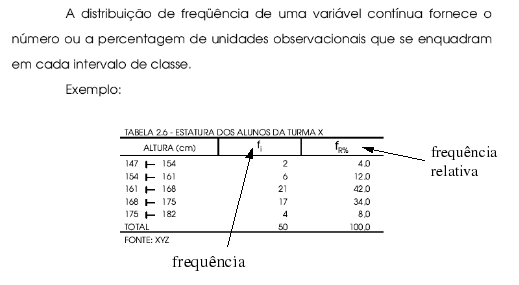 A distribuição de freqüência de uma variável contínua fornece o
número ou a percentagem de unidades observacionais que se enquadram
em cada intervalo de classe.
Exemplo:
TABELA 2.6 - ESTATURA DOS ALUNOS DA TURMA X
ALTURA (cm) fi fR%
147 ⊢ 154 2 4,0
154 ⊢ 161 6 12,0
161 ⊢ 168 21 42,0
168 ⊢ 175 17 34,0
175 ⊢ 182 4 8,0
TOTAL 50 100,0
FONTE: XYZ
frequência
relativa
frequência